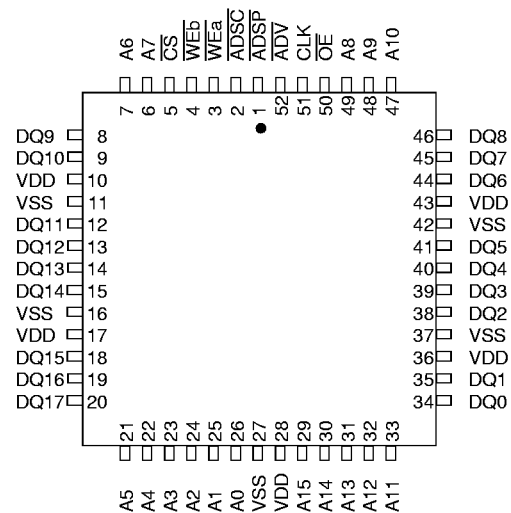 A6 A7 CS WEb WEa ADSC ADSP ADV CLK OE A8 A9 A10
7 6 5 4 3 2 1 52 51 50 49 48 47
DQ9 8 46 DQ8
DQ10 9 45 DQ7
VDD 10 44 DQ6
VSS 11 43 VDD
DQ11 12 42 VSS
DQ12 13 41 DQ5
DQ13 14 40 DQ4
DQ14 15 39 DQ3
VSS 16 38 DQ2
VDD 17 37 VSS
DQ15 18 36 VDD
DQ16 19 35 DQ1
DQ17 20 34 DQ0
21 22 23 24 25 26 27 28 29 30 31 32 33
A5 A4 A3 A2 A1 A0 VSS VDD A15 A14 A13 A12 A11